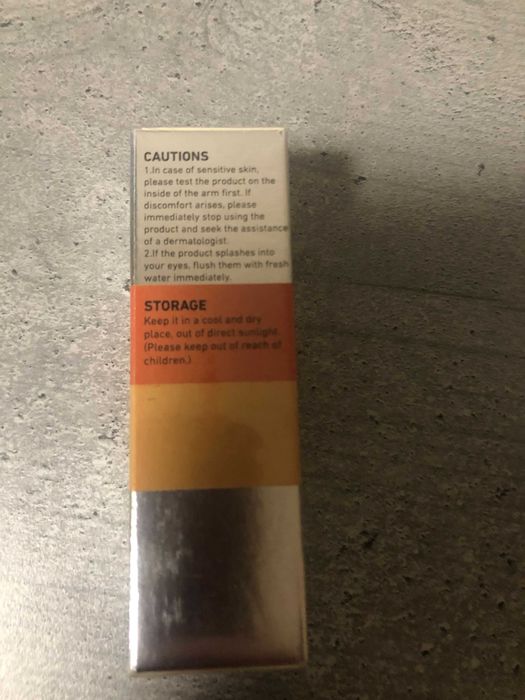 CAUTIONS
1.In case of sensitive skin,
please test the product on the
inside of the arm first. If
discomfort arises, please
immediately stop using the
product and seek the assistance
of a dermatologist.
2.If the product splashes into
your eyes, flush them with fresh
water immediately.
STORAGE
Keep it in a cool and dry
place, out of direct sunlight.
(Please keep out of reach of
children.)